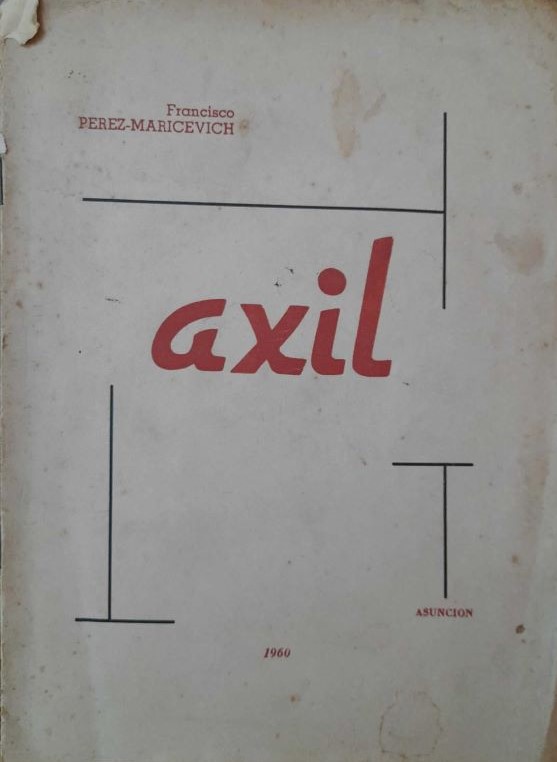 Francisco
PEREZ-MARICEVICH
axil
ASUNCION
1960